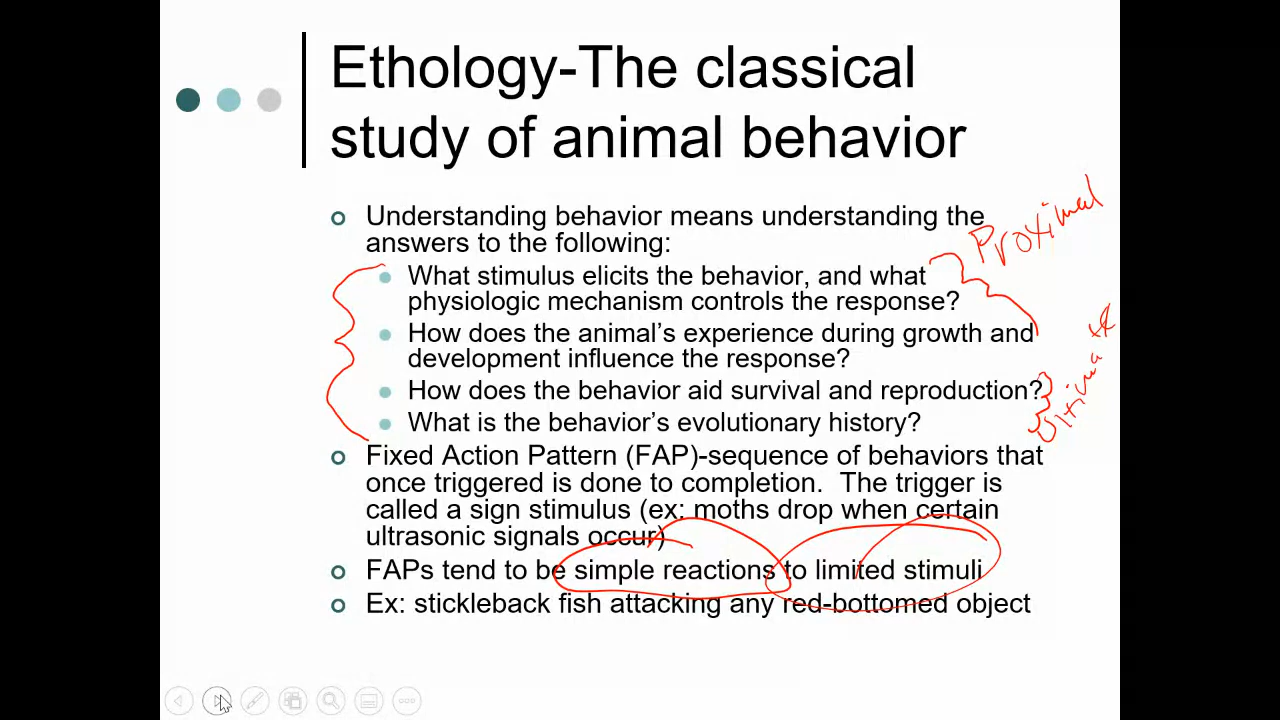 Ethology-The classical
study of animal behavior
Understanding behavior means understanding the
answers to the following:
Proximal
What stimulus elicits the behavior, and what
physiologic mechanism controls the response?
How does the animal's experience during growth and
development influence the response?
How does the behavior aid survival and reproduction?
Ultimate
What is the behavior's evolutionary history?
Fixed Action Pattern (FAP)-sequence of behaviors that
once triggered is done to completion. The trigger is
called a sign stimulus (ex: moths drop when certain
ultrasonic signals occur)
FAPs tend to be simple reactions to limited stimuli
Ex: stickleback fish attacking any red-bottomed object